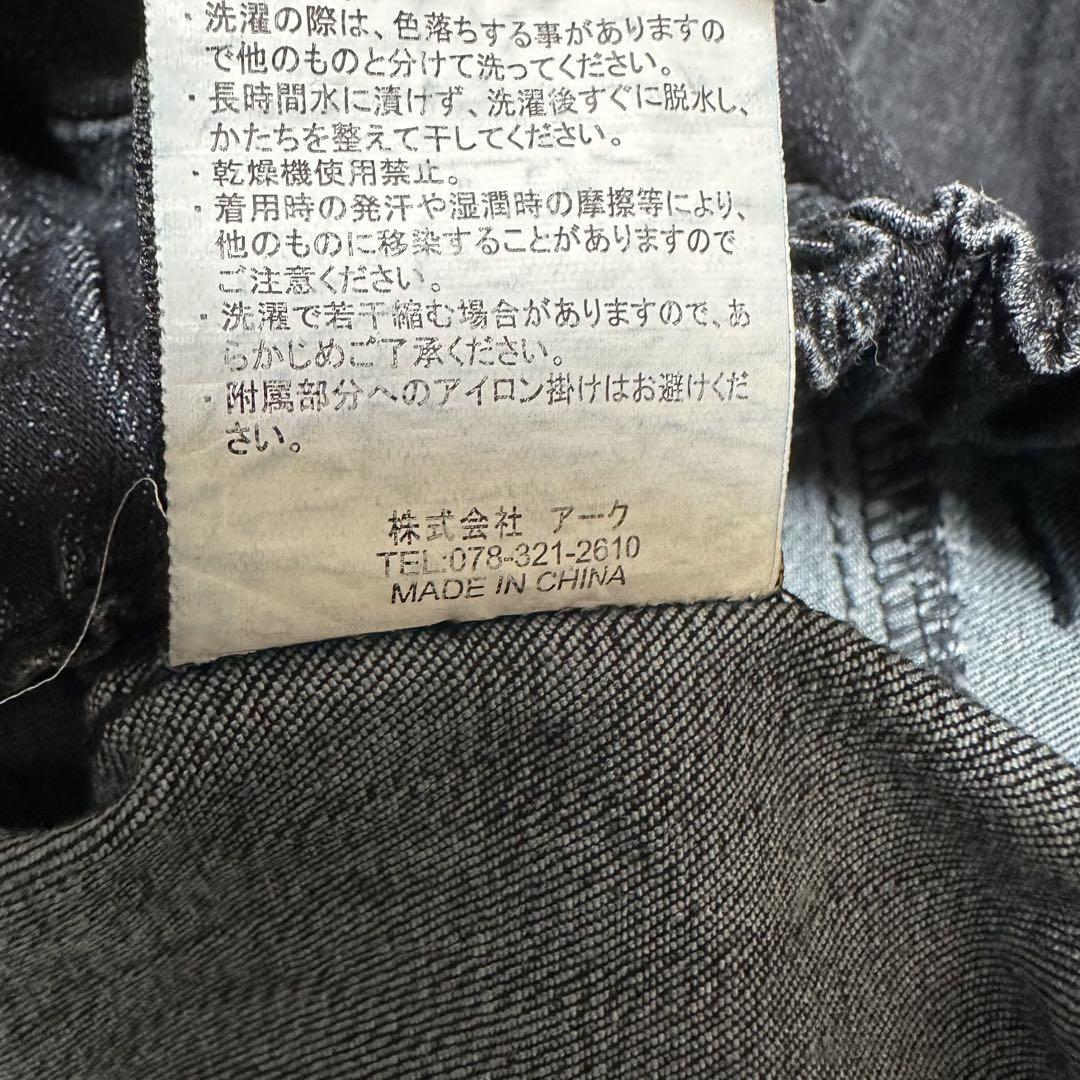 ・洗濯の際は、色落ちする事がありますの
で他のものと分けて洗ってください。
・長時間水に漬けず、洗濯後すぐに脱水し、
かたちを整えて干してください。
・乾燥機使用禁止。
・着用時の発汗や湿潤時の摩擦等により、
他のものに移染することがありますので
ご注意ください。
・洗濯で若干縮む場合がありますので、あ
らかじめご了承ください。
・附属部分へのアイロン掛けはお避けくだ
さい。
株式会社 アーク
TEL:078-321-2610
MADE IN CHINA